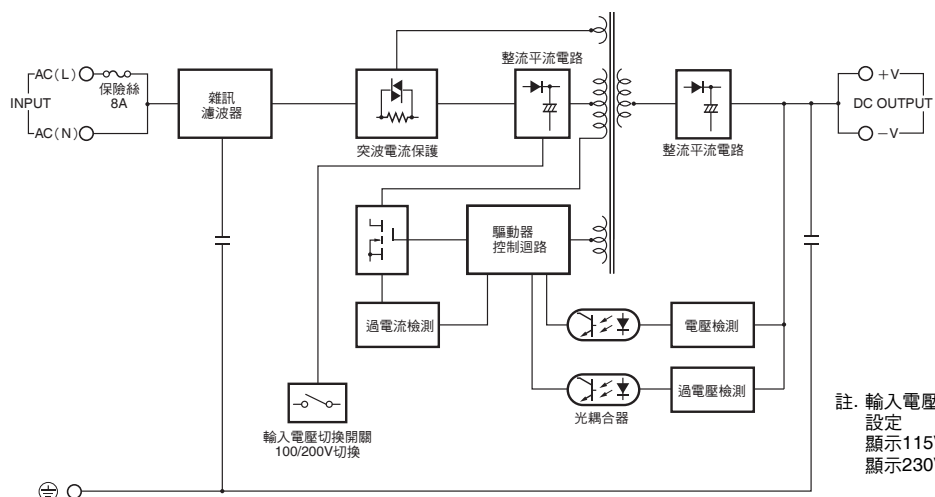 整流平流電路
AC(L)
保險絲
8A
INPUT
AC(N)
雜訊
濾波器
突波電流保護
整流平流電路
+V
DC OUTPUT
−V
驅動器
控制迴路
過電流檢測
電壓檢測
過電壓檢測
光耦合器
輸入電壓切換開關
100/200V切換
註. 輸入電壓
設定
顯示115V
顯示230V